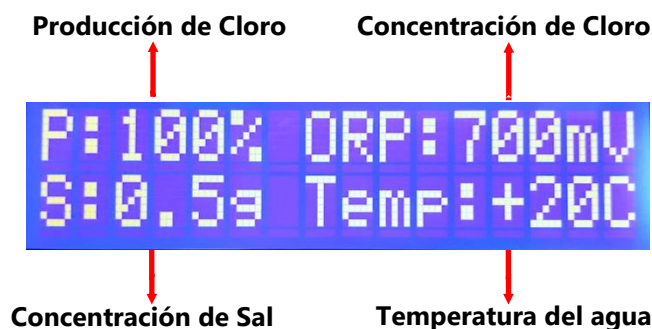 Producción de Cloro
Concentración de Cloro
P:100% ORP:700mV
S:0.5g Temp:+20C
Concentración de Sal
Temperatura del agua